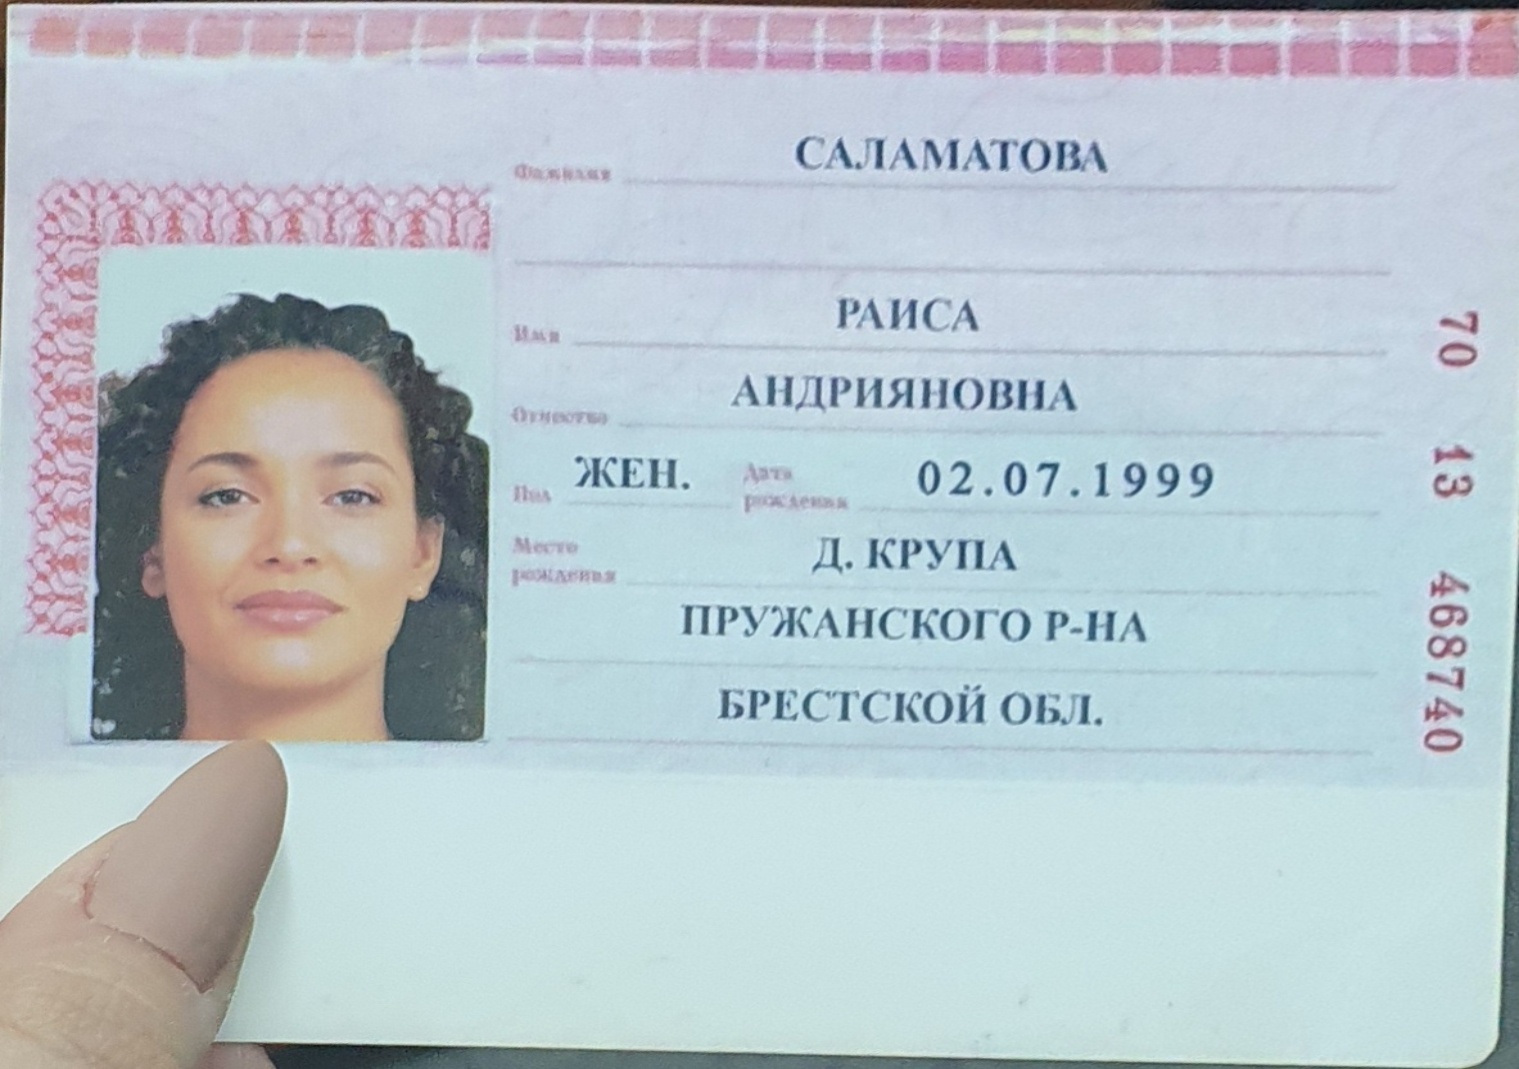 САЛАМАТОВА
Фамилия
РАИСА
Имя
АНДРИЯНОВНА
Отчество
Пол ЖЕН. Дата рождения 02.07.1999
Место рождения Д. КРУПА
ПРУЖАНСКОГО Р-НА
БРЕСТСКОЙ ОБЛ.
70 13 468740